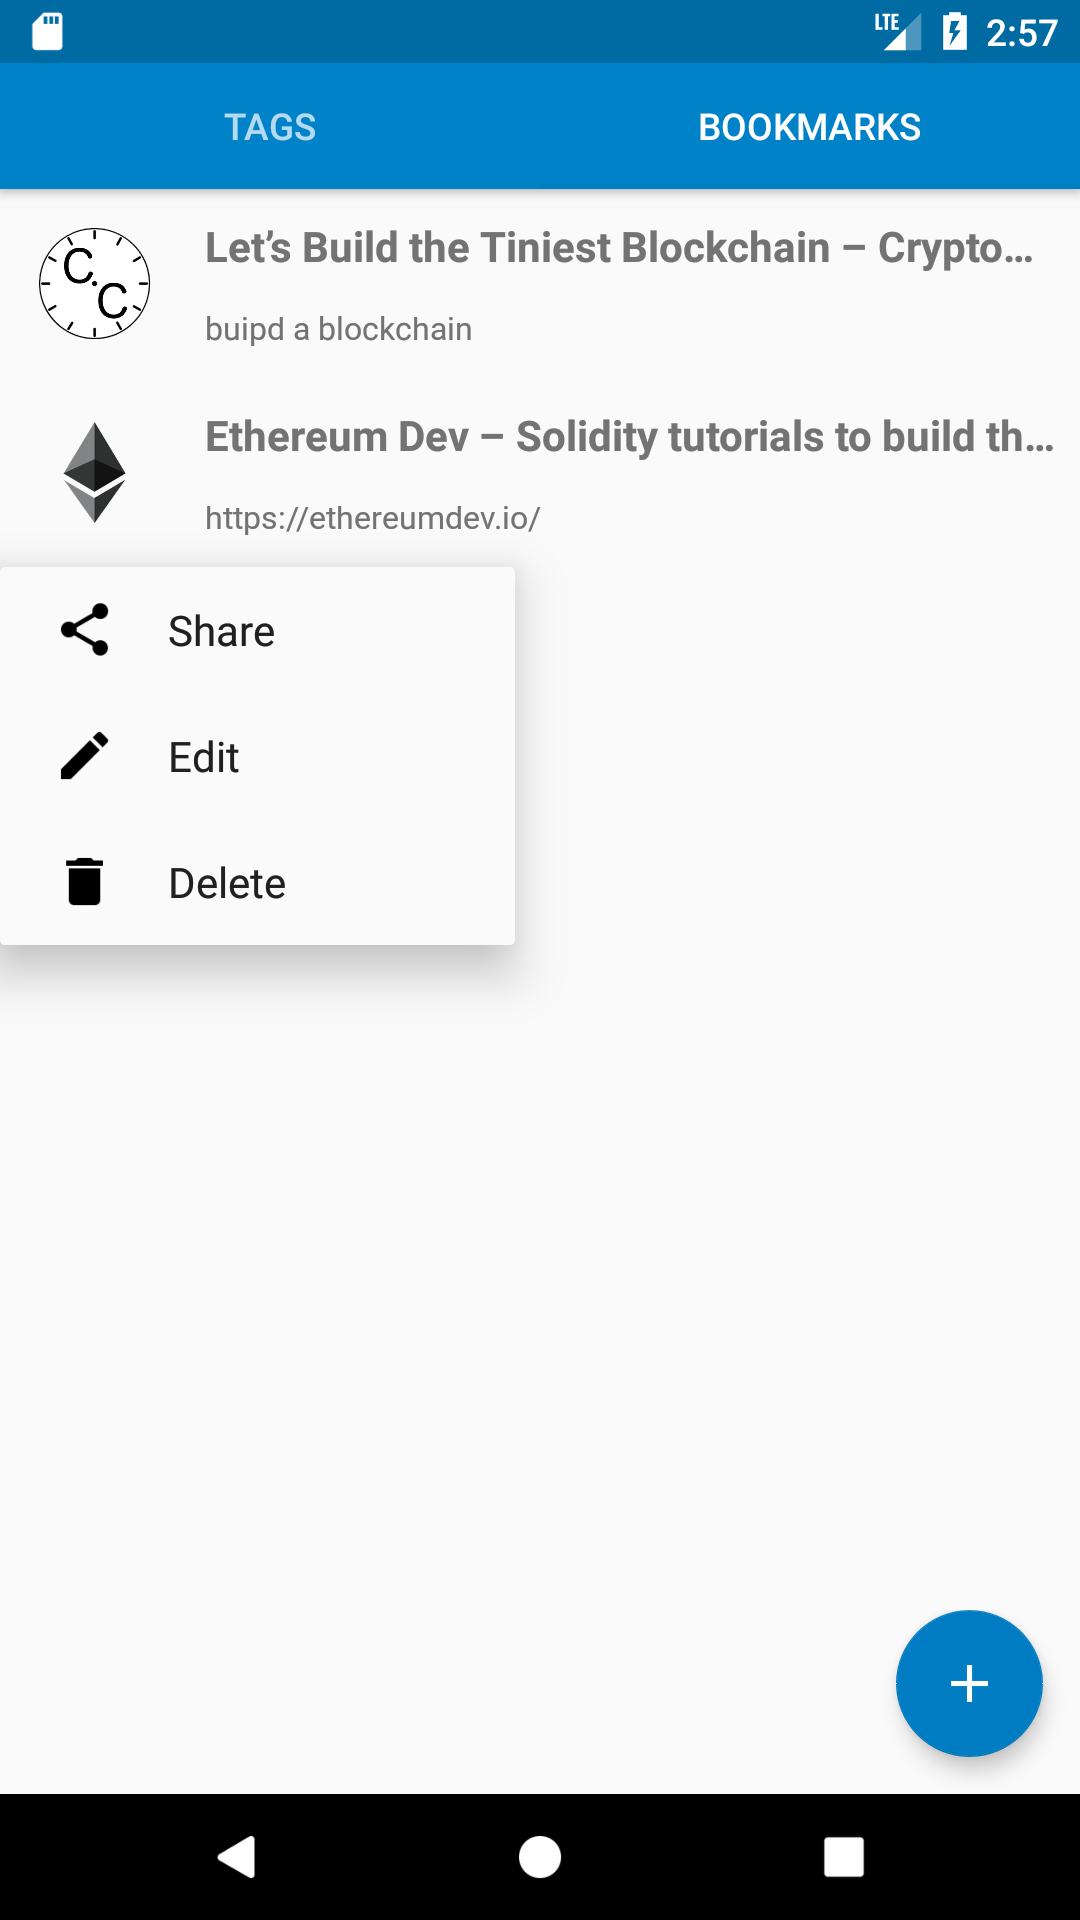 LTE 2:57
TAGS BOOKMARKS
C.C
Let’s Build the Tiniest Blockchain – Crypto…
buipd a blockchain
Ethereum Dev – Solidity tutorials to build th…
https://ethereumdev.io/
Share
Edit
Delete